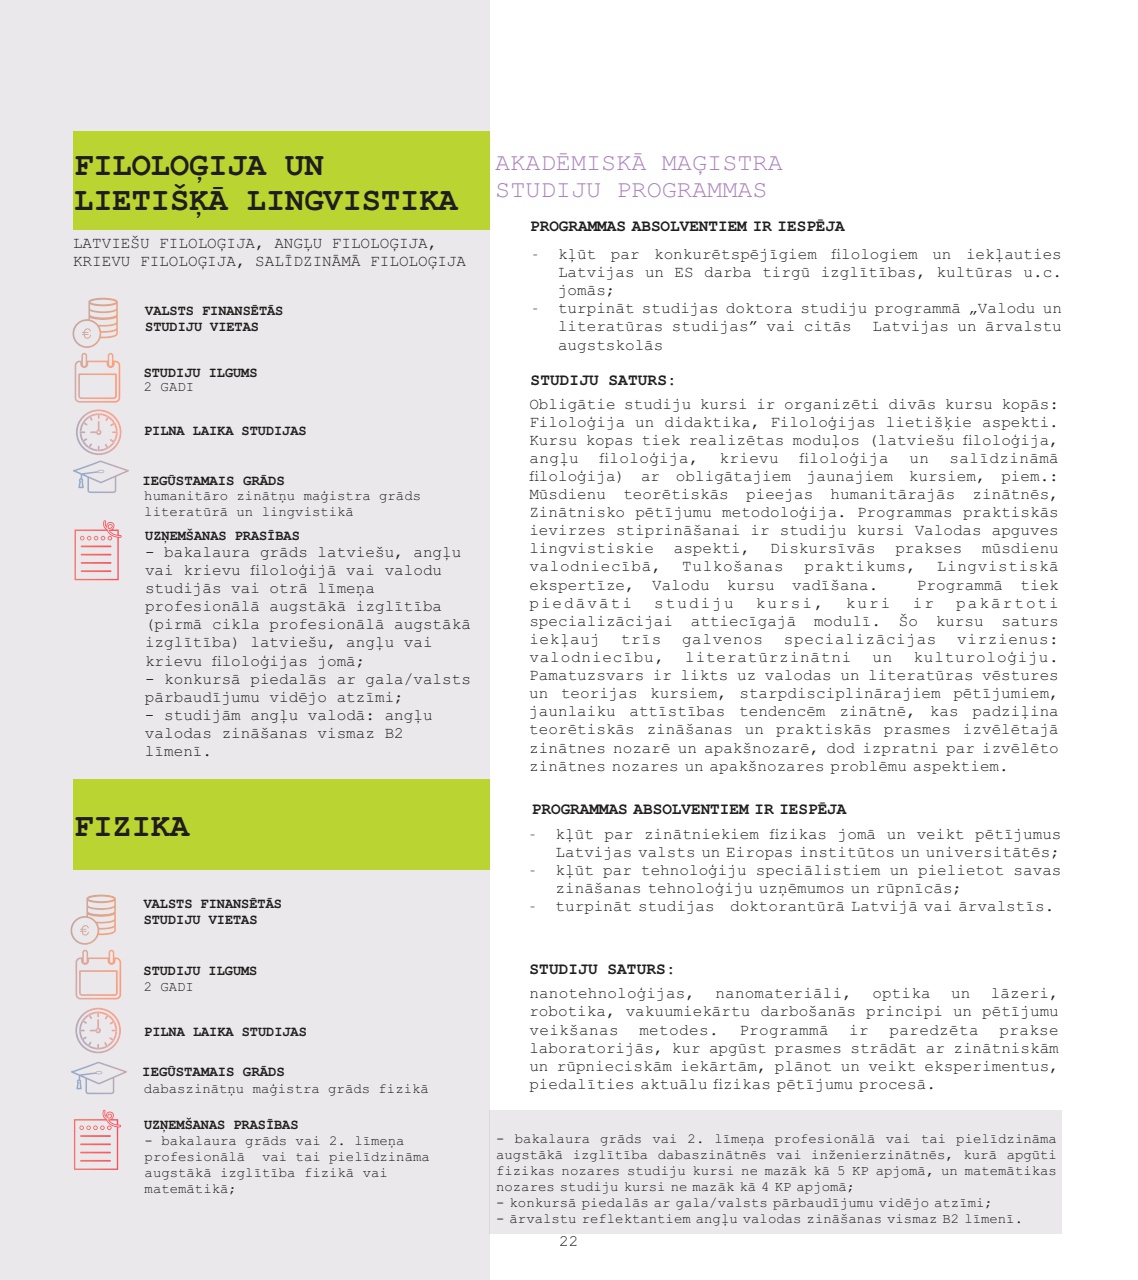 FILOLOĢIJA UN
LIETIŠĶĀ LINGVISTIKA
LATVIEŠU FILOLOĢIJA, ANGĻU FILOLOĢIJA,
KRIEVU FILOLOĢIJA, SALĪDZINĀMĀ FILOLOĢIJA
VALSTS FINANSĒTĀS
STUDIJU VIETAS
STUDIJU ILGUMS
2 GADI
PILNA LAIKA STUDIJAS
IEGŪSTAMAIS GRĀDS
humanitāro zinātņu maģistra grāds
literatūrā un lingvistikā
UZŅEMŠANAS PRASĪBAS
- bakalaura grāds latviešu, angļu
vai krievu filoloģijā vai valodu
studijās vai otrā līmeņa
profesionālā augstākā izglītība
(pirmā cikla profesionālā augstākā
izglītība) latviešu, angļu vai
krievu filoloģijas jomā;
- konkursā piedalās ar gala/valsts
pārbaudījumu vidējo atzīmi;
- studijām angļu valodā: angļu
valodas zināšanas vismaz B2
līmenī.
AKADĒMISKĀ MAĢISTRA
STUDIJU PROGRAMMAS
PROGRAMMAS ABSOLVENTIEM IR IESPĒJA
- kļūt par konkurētspējīgiem filologiem un iekļauties
Latvijas un ES darba tirgū izglītības, kultūras u.c.
jomās;
- turpināt studijas doktora studiju programmā „Valodu un
literatūras studijas” vai citās Latvijas un ārvalstu
augstskolās
STUDIJU SATURS:
Obligātie studiju kursi ir organizēti divās kursu kopās:
Filoloģija un didaktika, Filoloģijas lietišķie aspekti.
Kursu kopas tiek realizētas moduļos (latviešu filoloģija,
angļu filoloģija, krievu filoloģija un salīdzināmā
filoloģija) ar obligātajiem jaunajiem kursiem, piem.:
Mūsdienu teorētiskās pieejas humanitārajās zinātnēs,
Zinātnisko pētījumu metodoloģija. Programmas praktiskās
ievirzes stiprināšanai ir studiju kursi Valodas apguves
lingvistiskie aspekti, Diskursīvās prakses mūsdienu
valodniecībā, Tulkošanas praktikums, Lingvistiskā
ekspertīze, Valodu kursu vadīšana. Programmā tiek
piedāvāti studiju kursi, kuri ir pakārtoti
specializācijai attiecīgajā modulī. Šo kursu saturs
iekļauj trīs galvenos specializācijas virzienus:
valodniecību, literatūrzinātni un kulturoloģiju.
Pamatuzsvars ir likts uz valodas un literatūras vēstures
un teorijas kursiem, starpdisciplinārajiem pētījumiem,
jaunlaiku attīstības tendencēm zinātnē, kas padziļina
teorētiskās zināšanas un praktiskās prasmes izvēlētajā
zinātnes nozarē un apakšnozarē, dod izpratni par izvēlēto
zinātnes nozares un apakšnozares problēmu aspektiem.
FIZIKA
VALSTS FINANSĒTĀS
STUDIJU VIETAS
STUDIJU ILGUMS
2 GADI
PILNA LAIKA STUDIJAS
IEGŪSTAMAIS GRĀDS
dabaszinātņu maģistra grāds fizikā
UZŅEMŠANAS PRASĪBAS
- bakalaura grāds vai 2. līmeņa
profesionālā vai tai pielīdzināma
augstākā izglītība fizikā vai
matemātikā;
PROGRAMMAS ABSOLVENTIEM IR IESPĒJA
- kļūt par zinātniekiem fizikas jomā un veikt pētījumus
Latvijas valsts un Eiropas institūtos un universitātēs;
- kļūt par tehnoloģiju speciālistiem un pielietot savas
zināšanas tehnoloģiju uzņēmumos un rūpnīcās;
- turpināt studijas doktorantūrā Latvijā vai ārvalstīs.
STUDIJU SATURS:
nanotehnoloģijas, nanomateriāli, optika un lāzeri,
robotika, vakuumiekārtu darbošanās principi un pētījumu
veikšanas metodes. Programmā ir paredzēta prakse
laboratorijās, kur apgūst prasmes strādāt ar zinātniskām
un rūpnieciskām iekārtām, plānot un veikt eksperimentus,
piedalīties aktuālu fizikas pētījumu procesā.
- bakalaura grāds vai 2. līmeņa profesionālā vai tai pielīdzināma
augstākā izglītība dabaszinātnēs vai inženierzinātnēs, kurā apgūti
fizikas nozares studiju kursi ne mazāk kā 5 KP apjomā, un matemātikas
nozares studiju kursi ne mazāk kā 4 KP apjomā;
- konkursā piedalās ar gala/valsts pārbaudījumu vidējo atzīmi;
- ārvalstu reflektantiem angļu valodas zināšanas vismaz B2 līmenī.
22